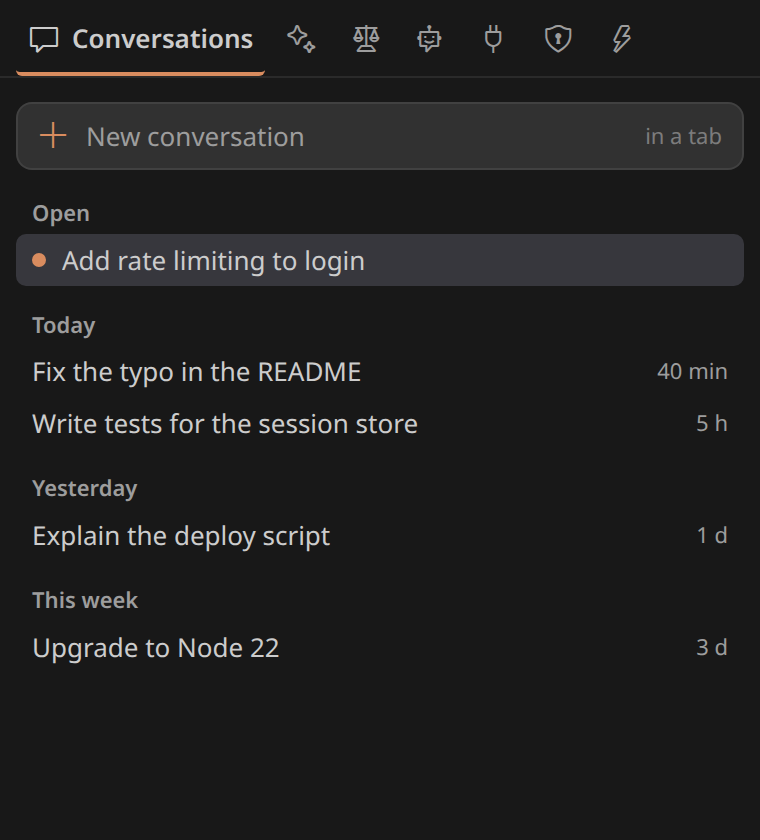 Conversations
New conversation in a tab
Open
Add rate limiting to login
Today
Fix the typo in the README 40 min
Write tests for the session store 5 h
Yesterday
Explain the deploy script 1 d
This week
Upgrade to Node 22 3 d